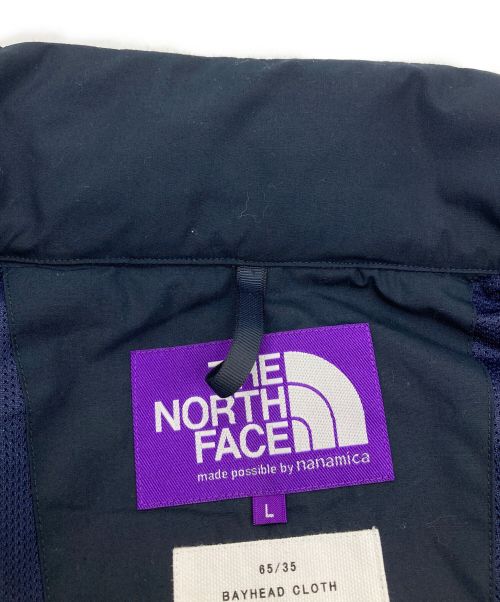 THE
NORTH
FACE
made possible by nanamica
L
65/35
BAYHEAD CLOTH